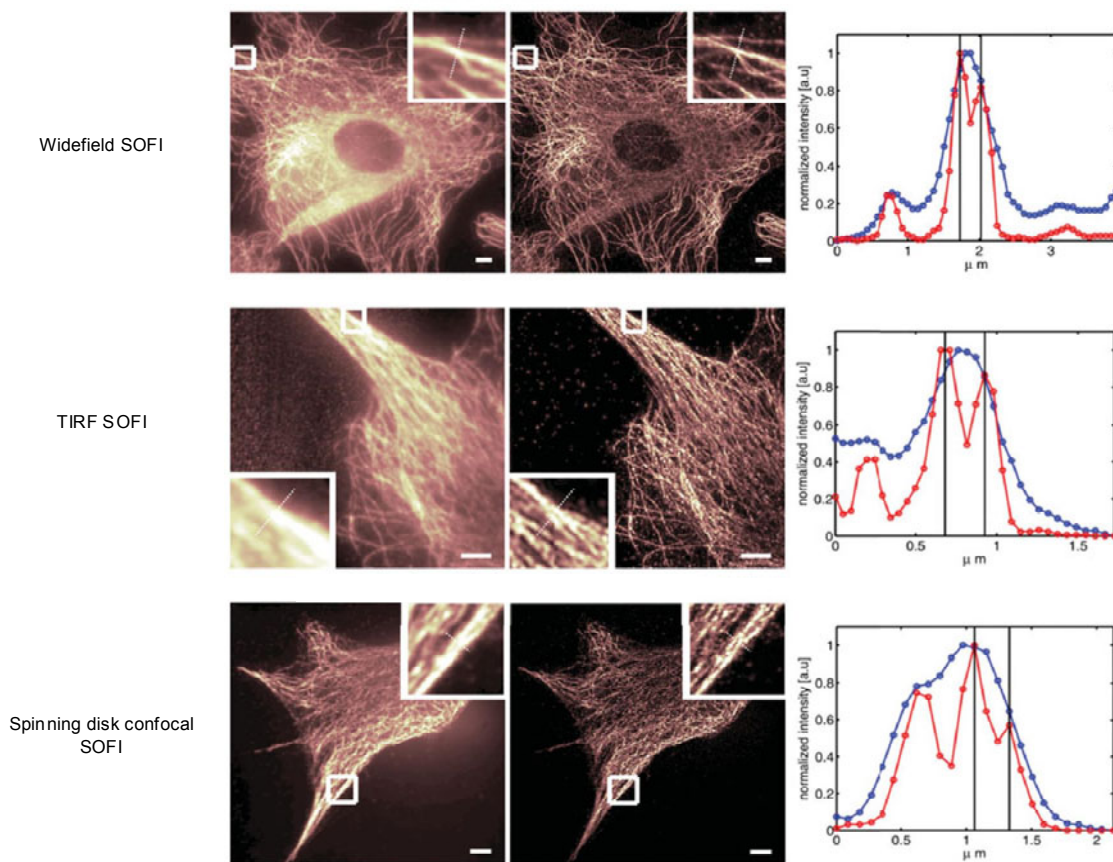 Widefield SOFI
normalized intensity [a.u]
1
0.8
0.6
0.4
0.2
0
0 1 2 3
μ m
TIRF SOFI
normalized intensity [a.u]
1
0.8
0.6
0.4
0.2
0
0 0.5 1 1.5
μ m
Spinning disk confocal
SOFI
normalized intensity [a.u]
1
0.8
0.6
0.4
0.2
0
0 0.5 1 1.5 2
μ m